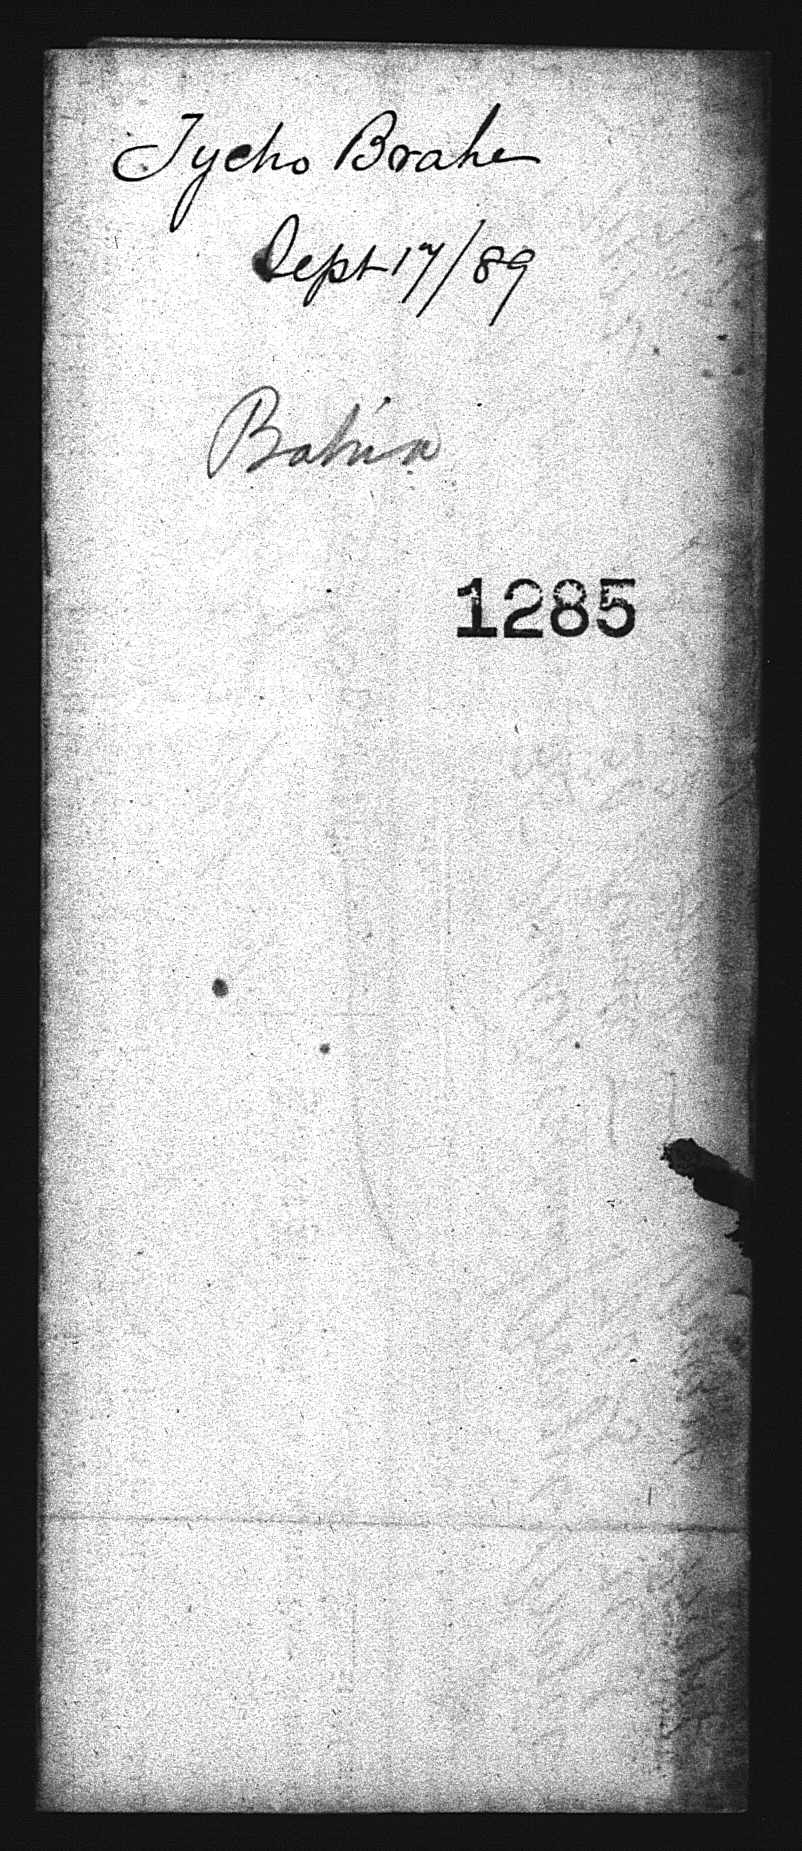 Tycho Brahe
Sept 17/89
Bahia
1285